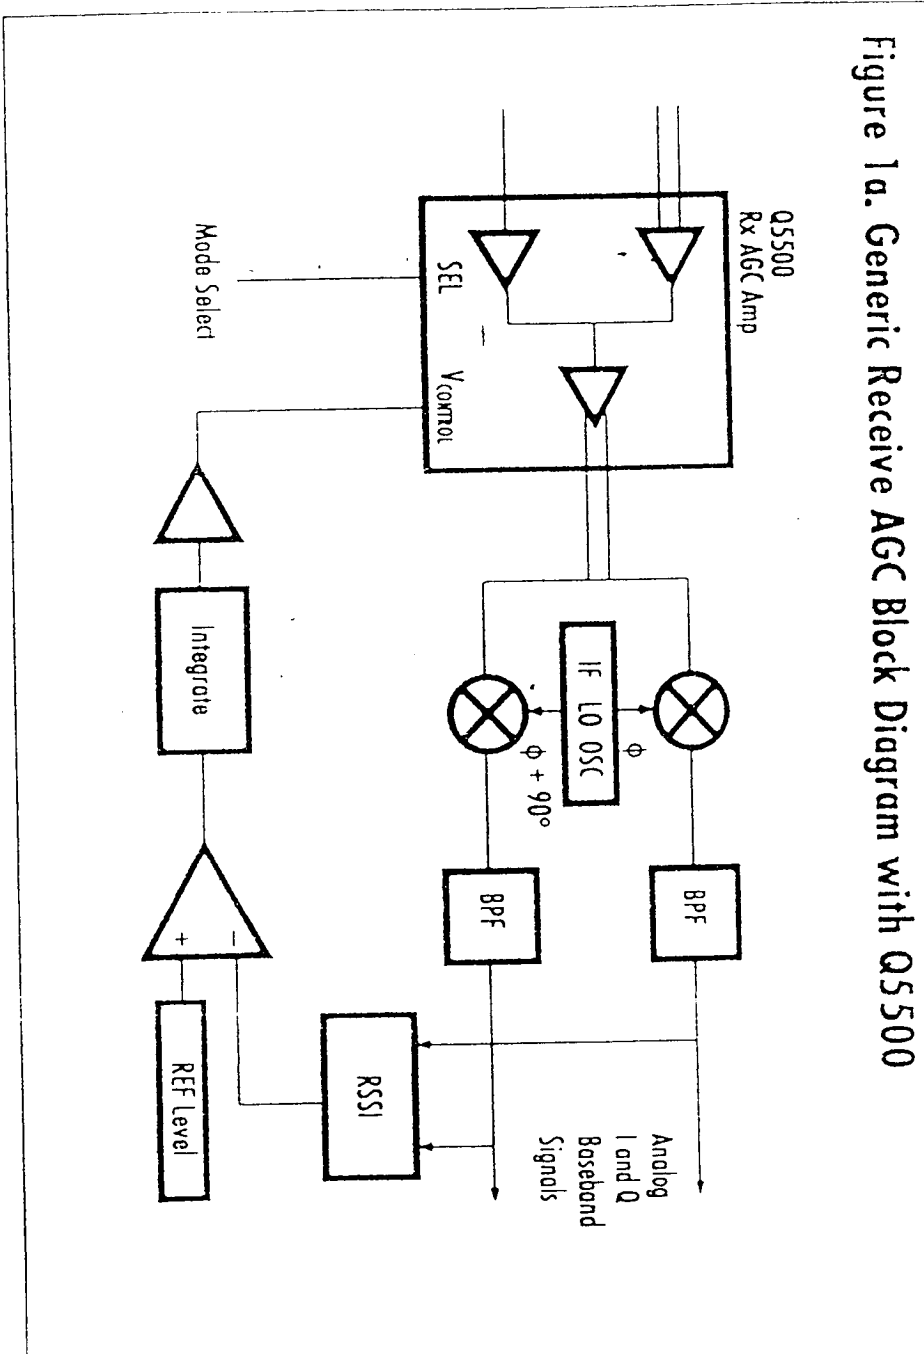 Figure 1a. Generic Receive AGC Block Diagram with Q5500
Q5500
Rx AGC Amp
SEL
VCONTROL
Mode Select
IF LO OSC
ϕ
ϕ + 90°
BPF
BPF
Analog
I and Q
Baseband
Signals
RSSI
Integrate
−
+
REF Level